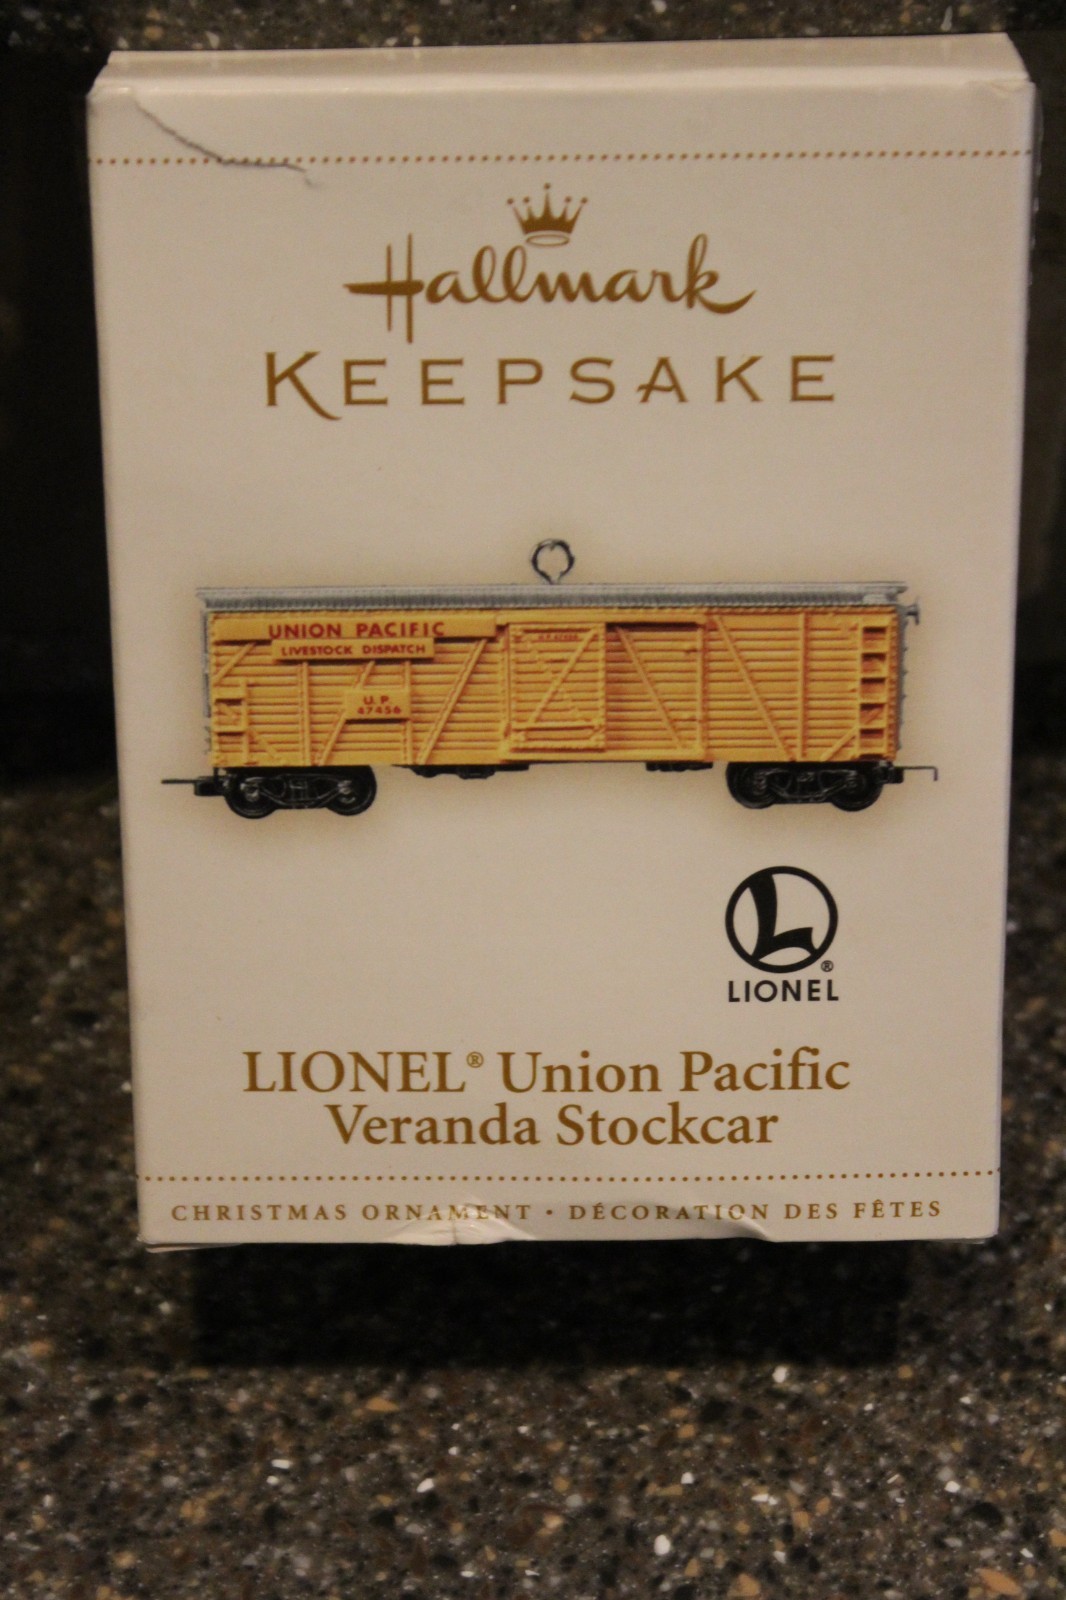 Hallmark
KEEPSAKE
UNION PACIFIC
LIVESTOCK DISPATCH
U.P.
47456
L
®
LIONEL
LIONEL® Union Pacific
Veranda Stockcar
CHRISTMAS ORNAMENT • DÉCORATION DES FÊTES